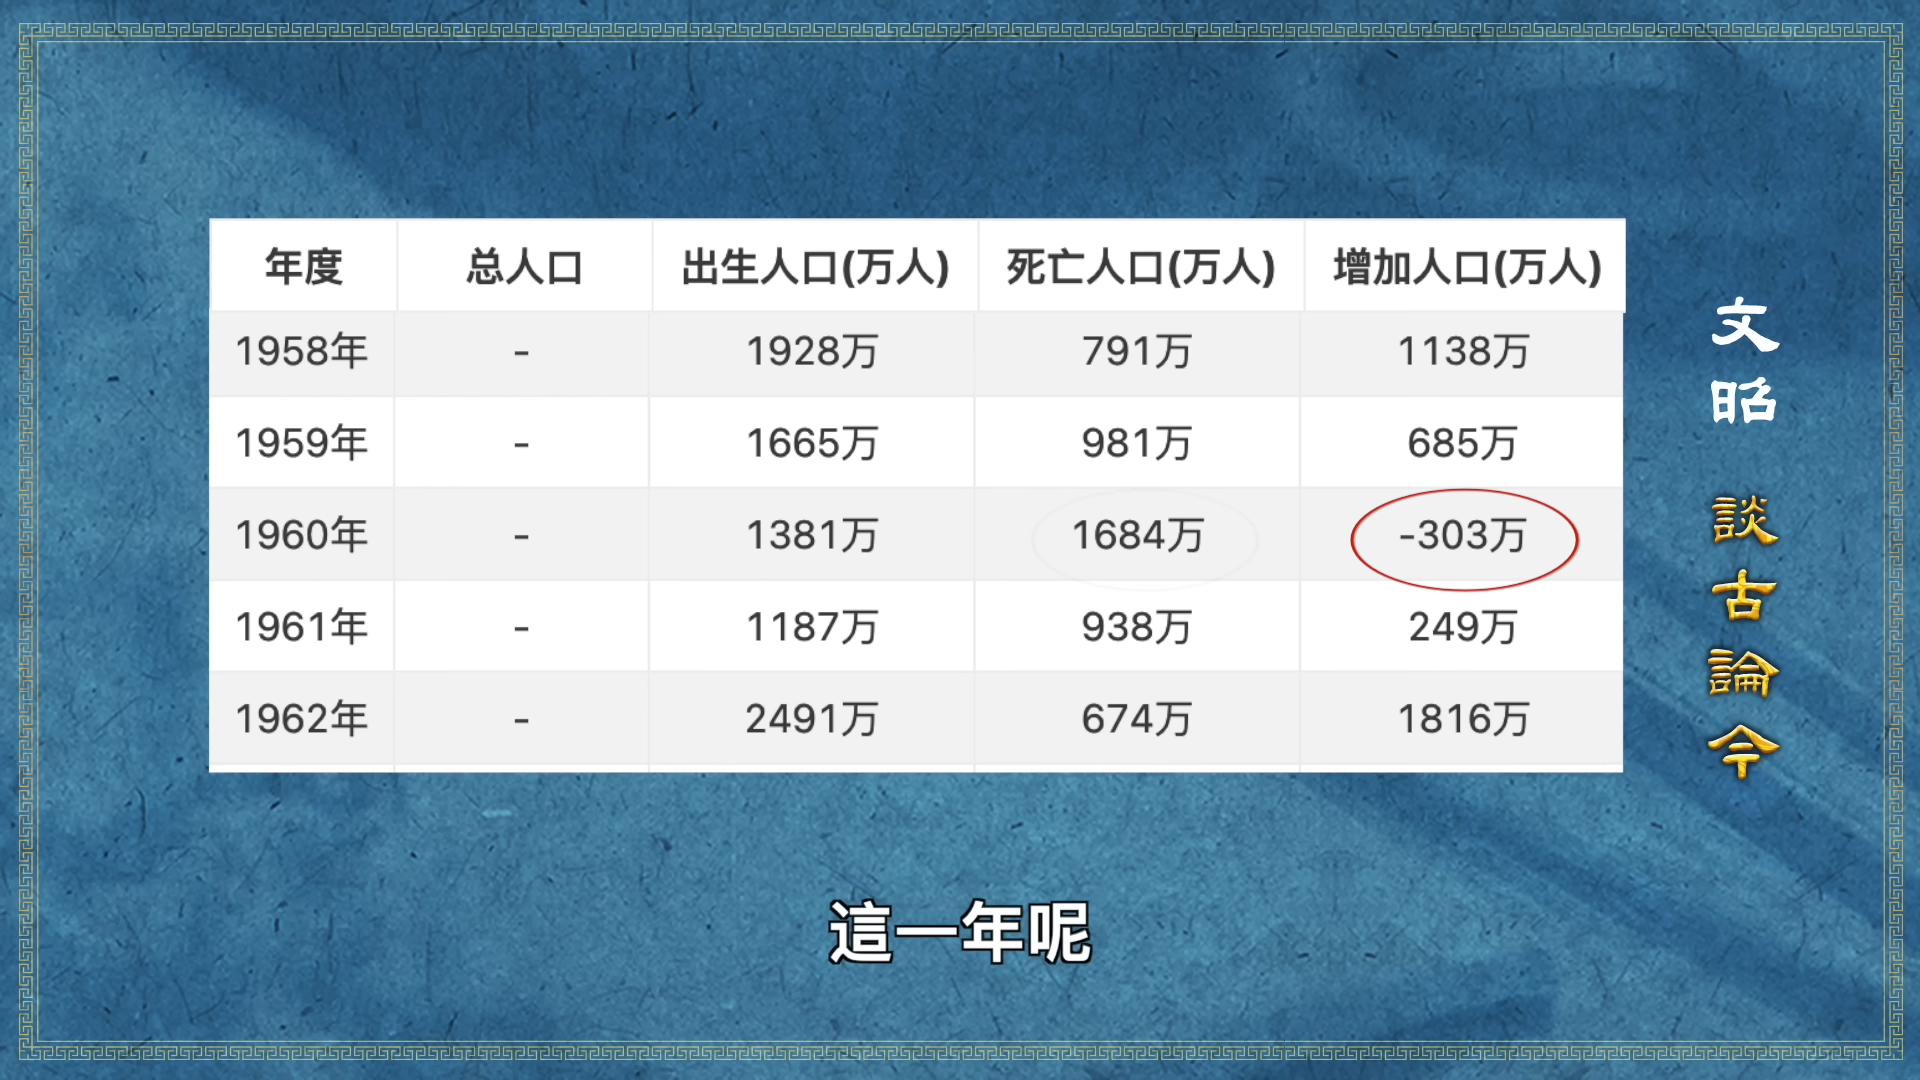 年度 总人口 出生人口(万人) 死亡人口(万人) 增加人口(万人)
1958年 - 1928万 791万 1138万
1959年 - 1665万 981万 685万
1960年 - 1381万 1684万 -303万
1961年 - 1187万 938万 249万
1962年 - 2491万 674万 1816万
文昭
談古論今
這一年呢